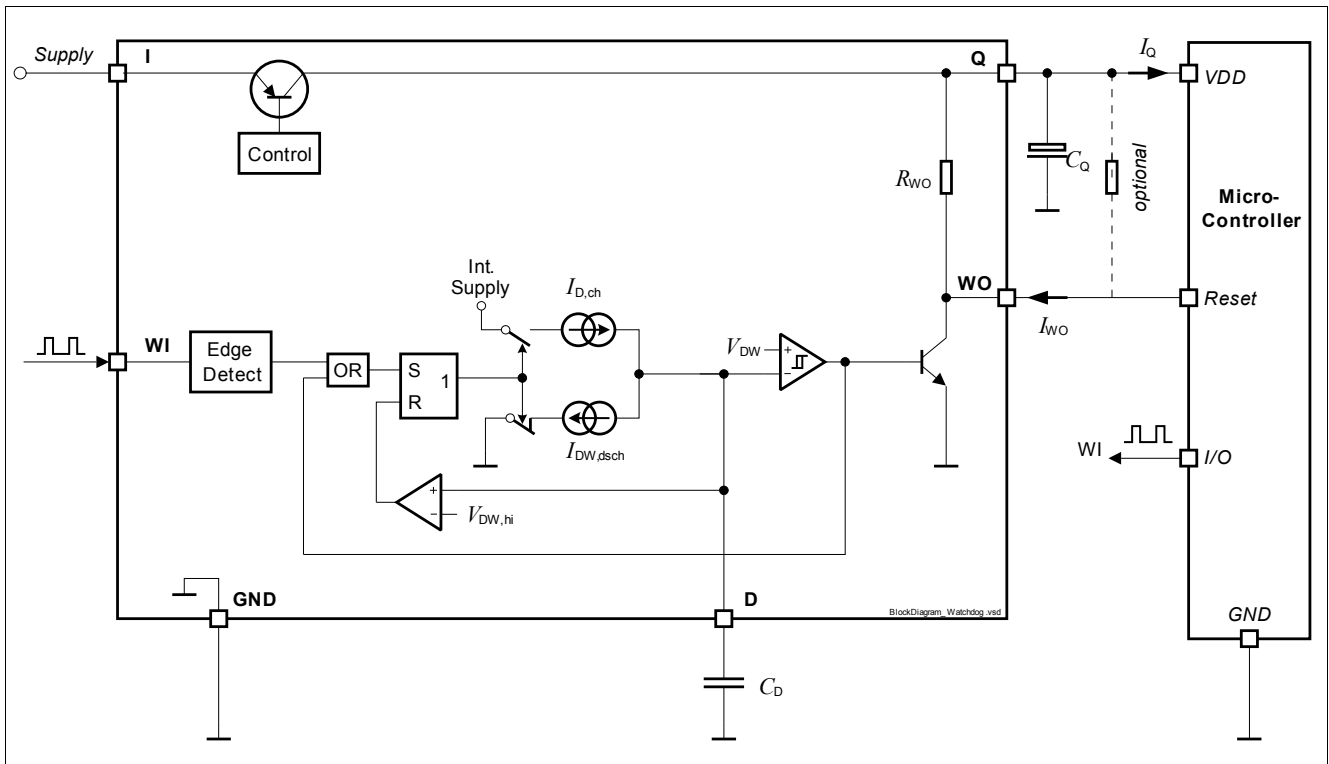 Supply
I
Q
I_Q
VDD
Control
R_WO
C_Q
optional
Micro-
Controller
Int.
Supply
I_D,ch
WO
Reset
I_WO
WI
Edge
Detect
OR
S
1
R
V_DW
+
−
I_DW,dsch
WI
I/O
+
−
V_DW,hi
GND
D
BlockDiagram_Watchdog.vsd
GND
C_D